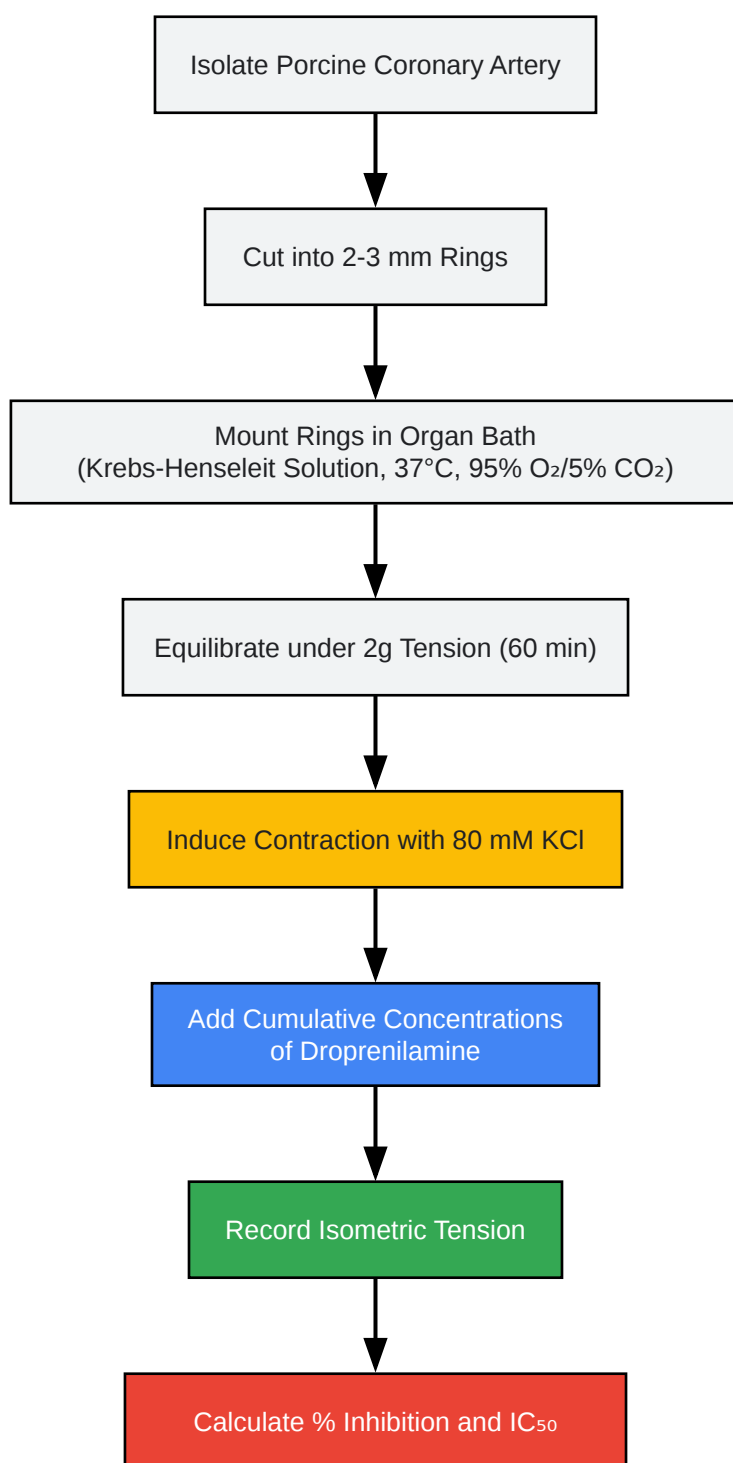 Isolate Porcine Coronary Artery
Cut into 2-3 mm Rings
Mount Rings in Organ Bath
(Krebs-Henseleit Solution, 37°C, 95% O₂/5% CO₂)
Equilibrate under 2g Tension (60 min)
Induce Contraction with 80 mM KCl
Add Cumulative Concentrations
of Droprenilamine
Record Isometric Tension
Calculate % Inhibition and IC₅₀